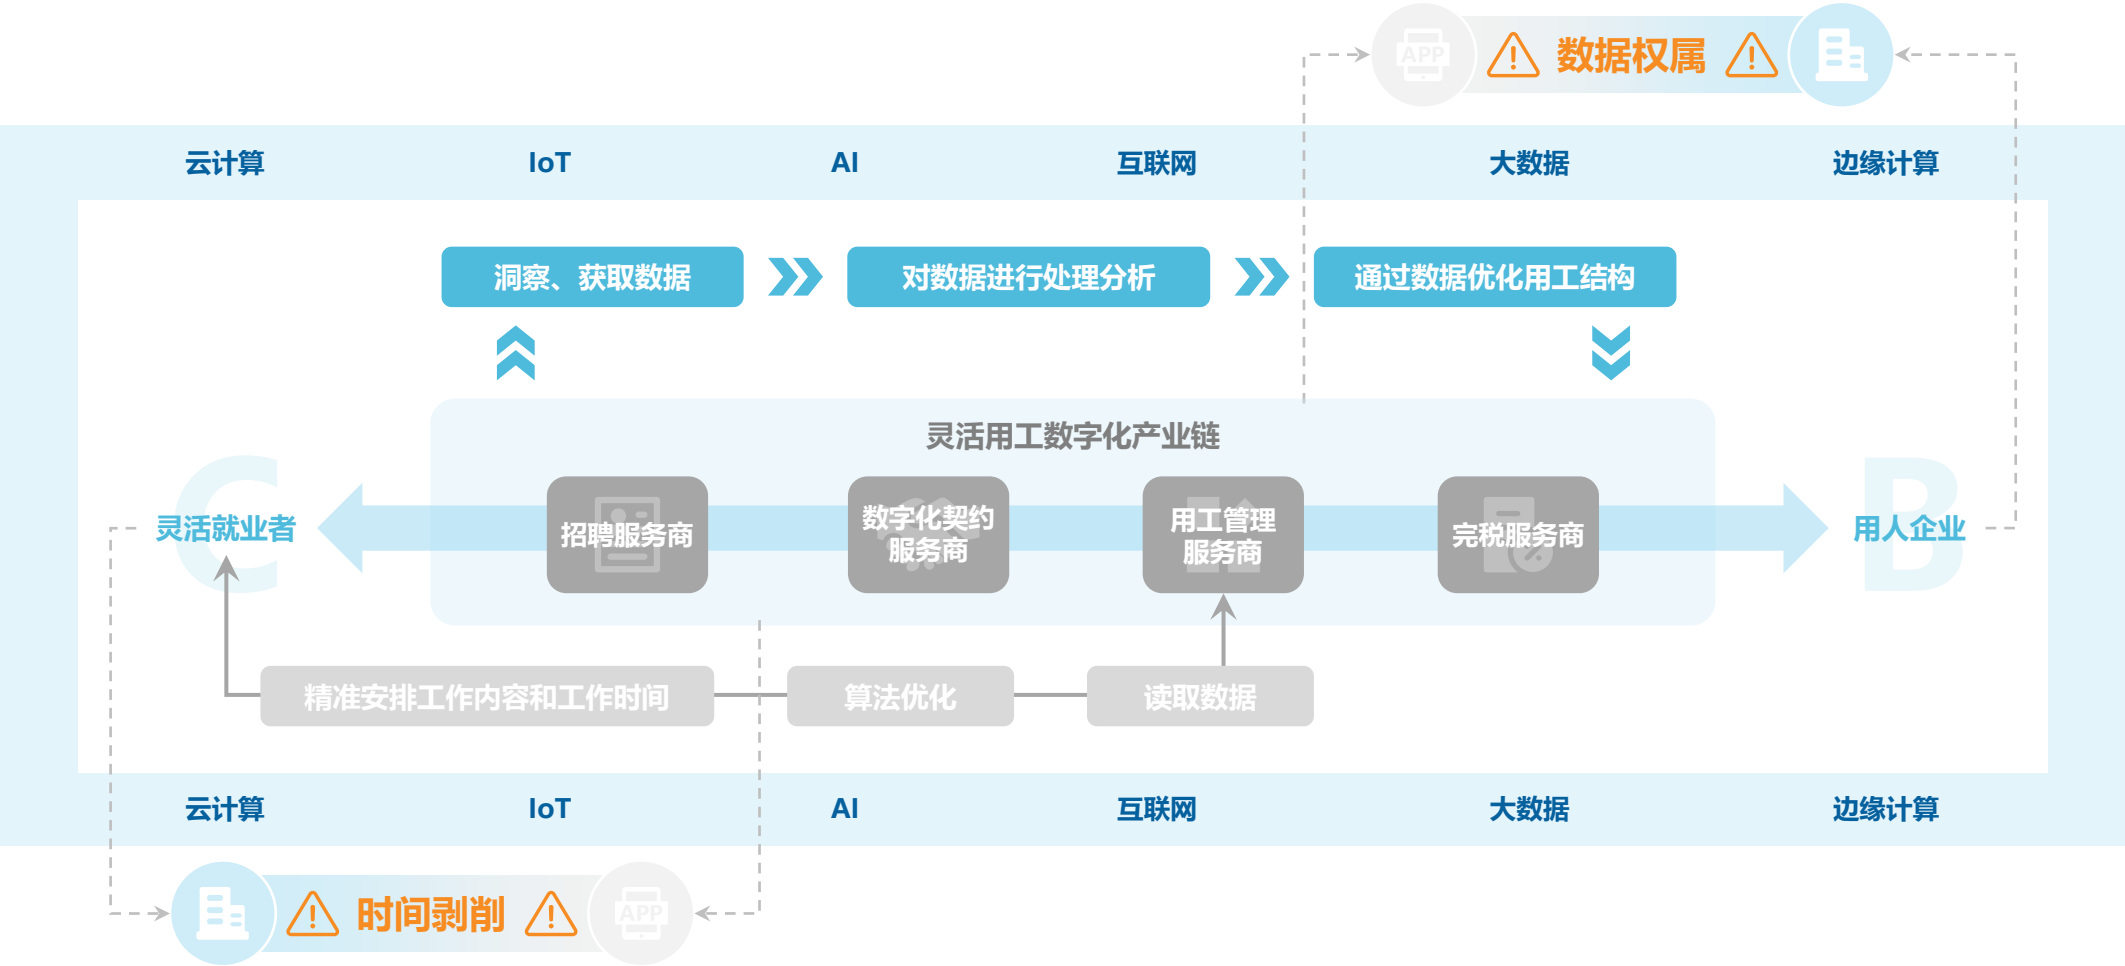 APP
数据权属
云计算
IoT
AI
互联网
大数据
边缘计算
洞察、获取数据
对数据进行处理分析
通过数据优化用工结构
灵活用工数字化产业链
C
灵活就业者
招聘服务商
数字化契约
服务商
用工管理
服务商
完税服务商
B
用人企业
精准安排工作内容和工作时间
算法优化
读取数据
云计算
IoT
AI
互联网
大数据
边缘计算
时间剥削
APP